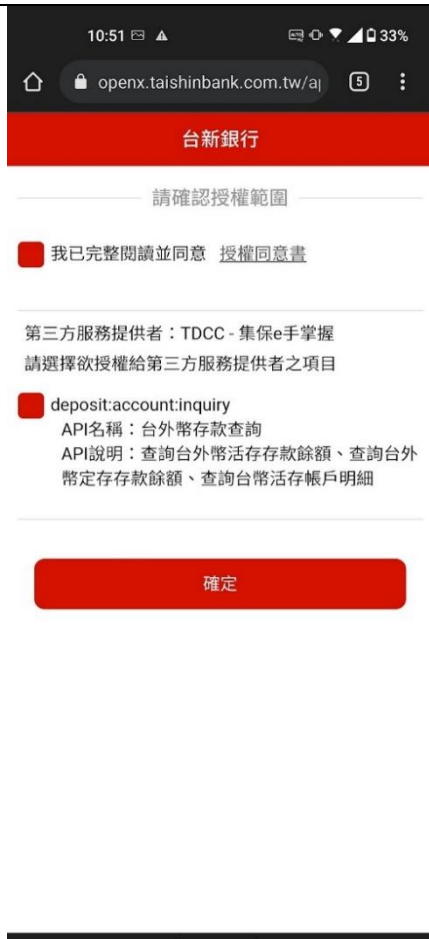 10:51 33%
openx.taishinbank.com.tw/a 5
台新銀行
請確認授權範圍
我已完整閱讀並同意 授權同意書
第三方服務提供者：TDCC - 集保e手掌握
請選擇欲授權給第三方服務提供者之項目
deposit:account:inquiry
API名稱：台外幣存款查詢
API說明：查詢台外幣活存存款餘額、查詢台外
幣定存存款餘額、查詢台幣活存帳戶明細
確定